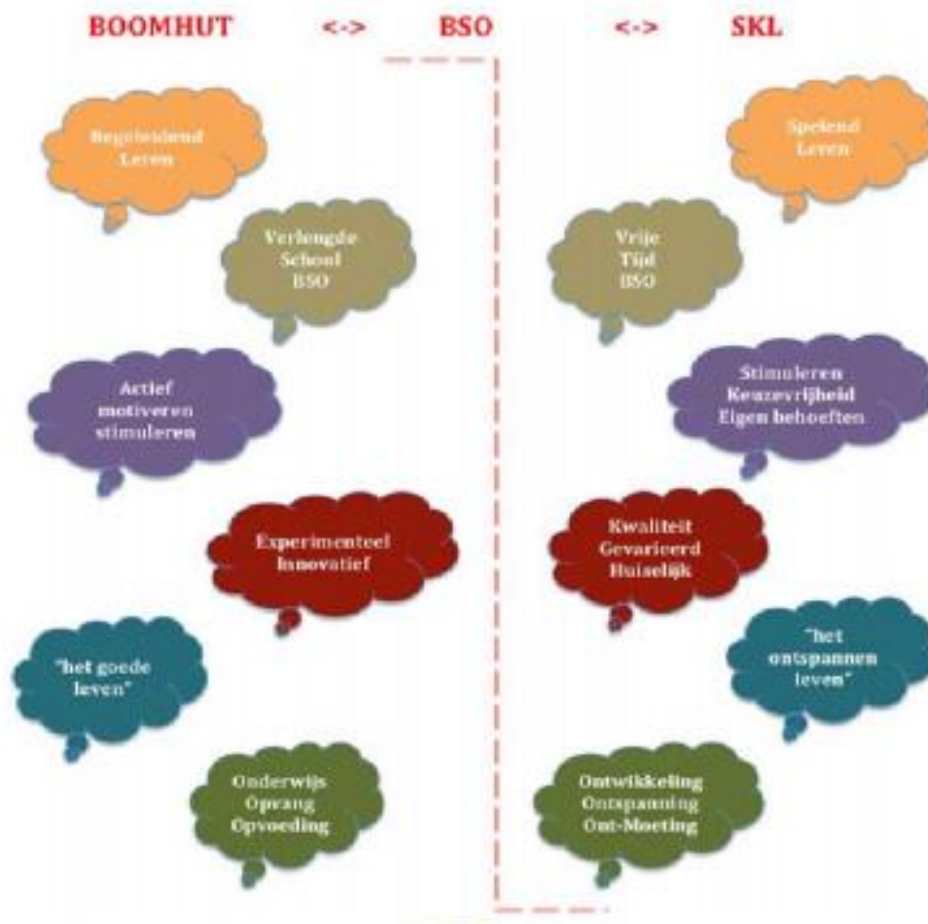 BOOMHUT <-> BSO <-> SKL
Begeleidend
Leren
Spelend
Leven
Verlengde
School
BSO
Vrije
Tijd
BSO
Actief
motiveren
stimuleren
Stimuleren
Keuzevrijheid
Eigen behoeften
Experimenteel
Innovatief
Kwaliteit
Gevarieerd
Huiselijk
"het goede
leven"
"het
ontspannen
leven"
Onderwijs
Opvang
Opvoeding
Ontwikkeling
Ontspanning
Ont-Moeting